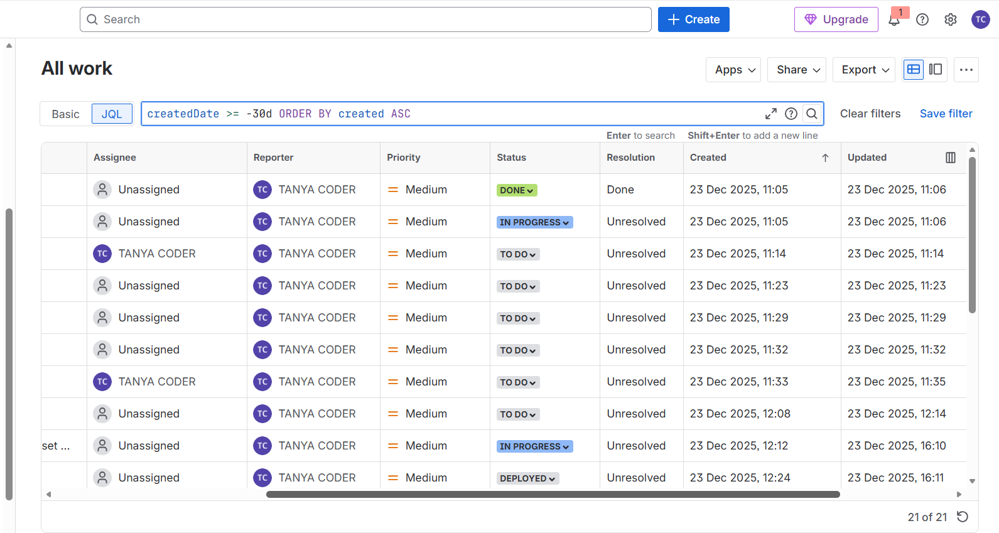 Search
Create
Upgrade
1
TC
All work
Apps
Share
Export
Basic
JQL
createdDate >= -30d ORDER BY created ASC
Clear filters
Save filter
Enter to search Shift+Enter to add a new line
Assignee Reporter Priority Status Resolution Created Updated
Unassigned TC TANYA CODER Medium DONE Done 23 Dec 2025, 11:05 23 Dec 2025, 11:06
Unassigned TC TANYA CODER Medium IN PROGRESS Unresolved 23 Dec 2025, 11:05 23 Dec 2025, 11:06
TC TANYA CODER TC TANYA CODER Medium TO DO Unresolved 23 Dec 2025, 11:14 23 Dec 2025, 11:14
Unassigned TC TANYA CODER Medium TO DO Unresolved 23 Dec 2025, 11:23 23 Dec 2025, 11:23
Unassigned TC TANYA CODER Medium TO DO Unresolved 23 Dec 2025, 11:29 23 Dec 2025, 11:29
Unassigned TC TANYA CODER Medium TO DO Unresolved 23 Dec 2025, 11:32 23 Dec 2025, 11:32
TC TANYA CODER TC TANYA CODER Medium TO DO Unresolved 23 Dec 2025, 11:33 23 Dec 2025, 11:35
Unassigned TC TANYA CODER Medium TO DO Unresolved 23 Dec 2025, 12:08 23 Dec 2025, 12:14
set ... Unassigned TC TANYA CODER Medium IN PROGRESS Unresolved 23 Dec 2025, 12:12 23 Dec 2025, 16:10
Unassigned TC TANYA CODER Medium DEPLOYED Unresolved 23 Dec 2025, 12:24 23 Dec 2025, 16:11
21 of 21